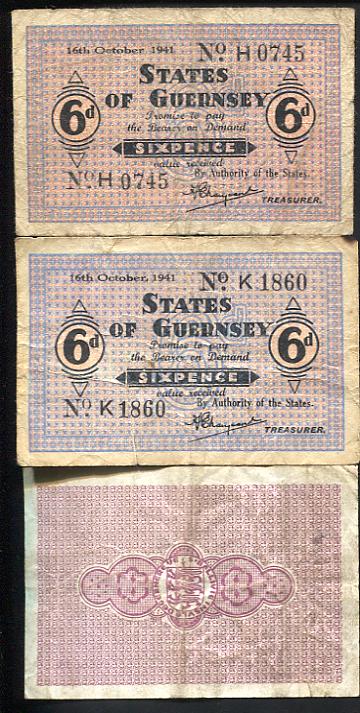 16th October, 1941
No H 0745
STATES
OF GUERNSEY
6d
6d
Promise to pay
the Bearer on Demand
SIXPENCE
value received
No H 0745
By Authority of the States.
TREASURER.
16th October, 1941
No K 1860
STATES
OF GUERNSEY
6d
6d
Promise to pay
the Bearer on Demand
SIXPENCE
value received
No K 1860
By Authority of the States.
TREASURER.